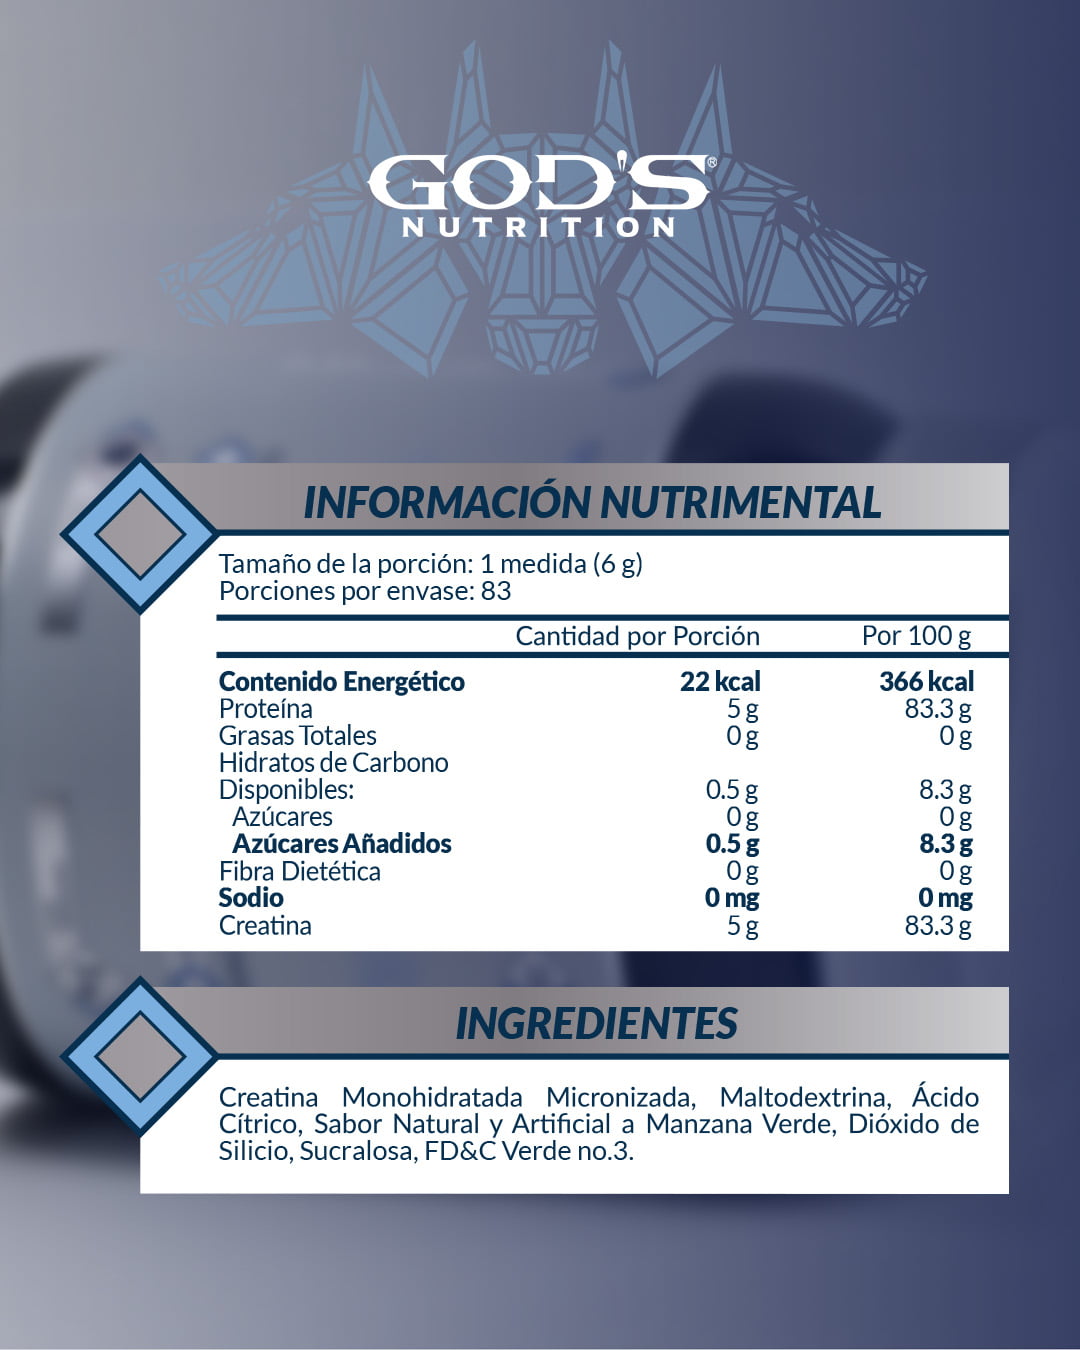 GOD'S®
NUTRITION
INFORMACIÓN NUTRIMENTAL
Tamaño de la porción: 1 medida (6 g)
Porciones por envase: 83
Cantidad por Porción Por 100 g
Contenido Energético 22 kcal 366 kcal
Proteína 5 g 83.3 g
Grasas Totales 0 g 0 g
Hidratos de Carbono
Disponibles: 0.5 g 8.3 g
Azúcares 0 g 0 g
Azúcares Añadidos 0.5 g 8.3 g
Fibra Dietética 0 g 0 g
Sodio 0 mg 0 mg
Creatina 5 g 83.3 g
INGREDIENTES
Creatina Monohidratada Micronizada, Maltodextrina, Ácido
Cítrico, Sabor Natural y Artificial a Manzana Verde, Dióxido de
Silicio, Sucralosa, FD&C Verde no.3.